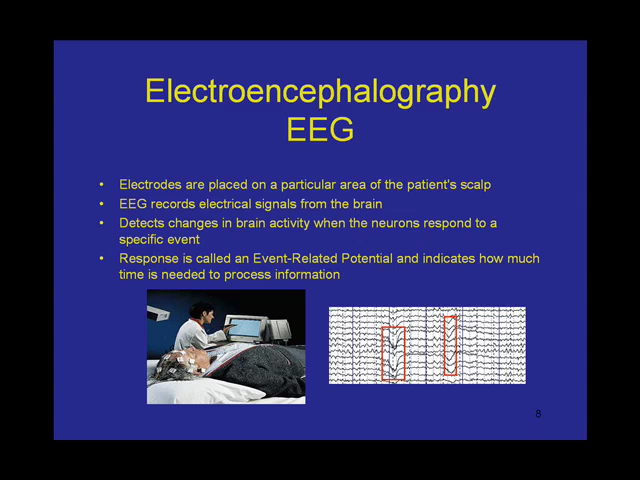 Electroencephalography
EEG
• Electrodes are placed on a particular area of the patient's scalp
• EEG records electrical signals from the brain
• Detects changes in brain activity when the neurons respond to a
specific event
• Response is called an Event-Related Potential and indicates how much
time is needed to process information
8